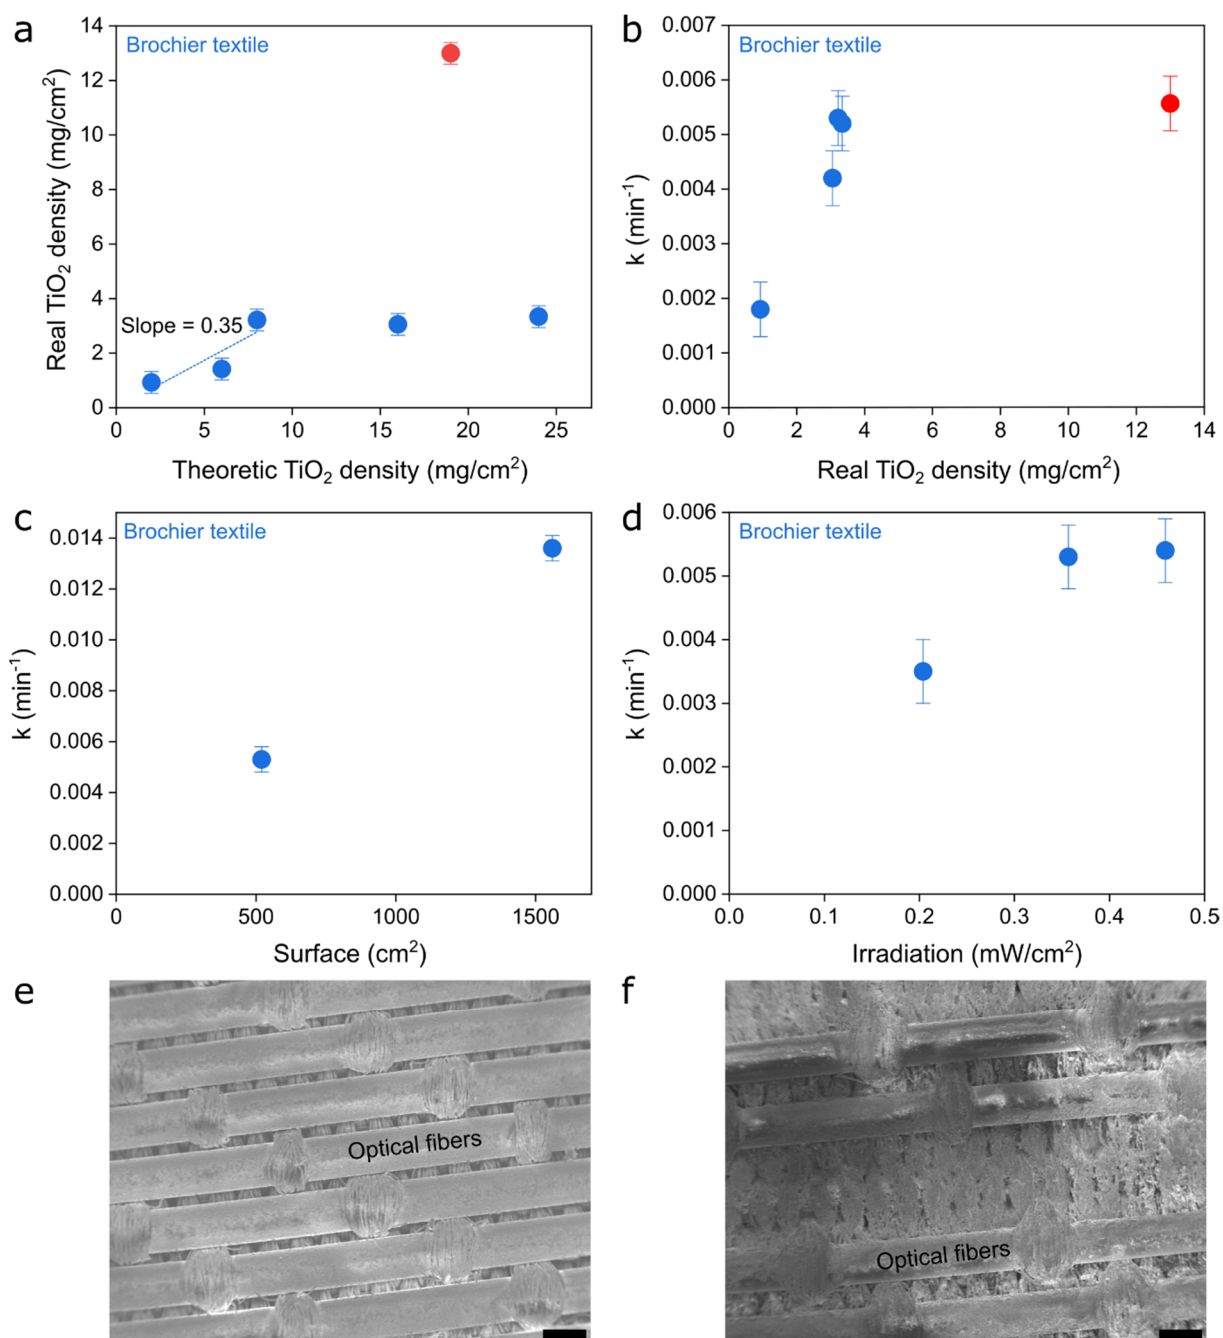 a
Brochier textile
14
12
10
8
6
4
2
0
Real TiO₂ density (mg/cm²)
Slope = 0.35
0 5 10 15 20 25
Theoretic TiO₂ density (mg/cm²)
b
Brochier textile
0.007
0.006
0.005
0.004
0.003
0.002
0.001
0.000
k (min⁻¹)
0 2 4 6 8 10 12 14
Real TiO₂ density (mg/cm²)
c
Brochier textile
0.014
0.012
0.010
0.008
0.006
0.004
0.002
0.000
k (min⁻¹)
0 500 1000 1500
Surface (cm²)
d
Brochier textile
0.006
0.005
0.004
0.003
0.002
0.001
0.000
k (min⁻¹)
0.0 0.1 0.2 0.3 0.4 0.5
Irradiation (mW/cm²)
e
Optical fibers
f
Optical fibers